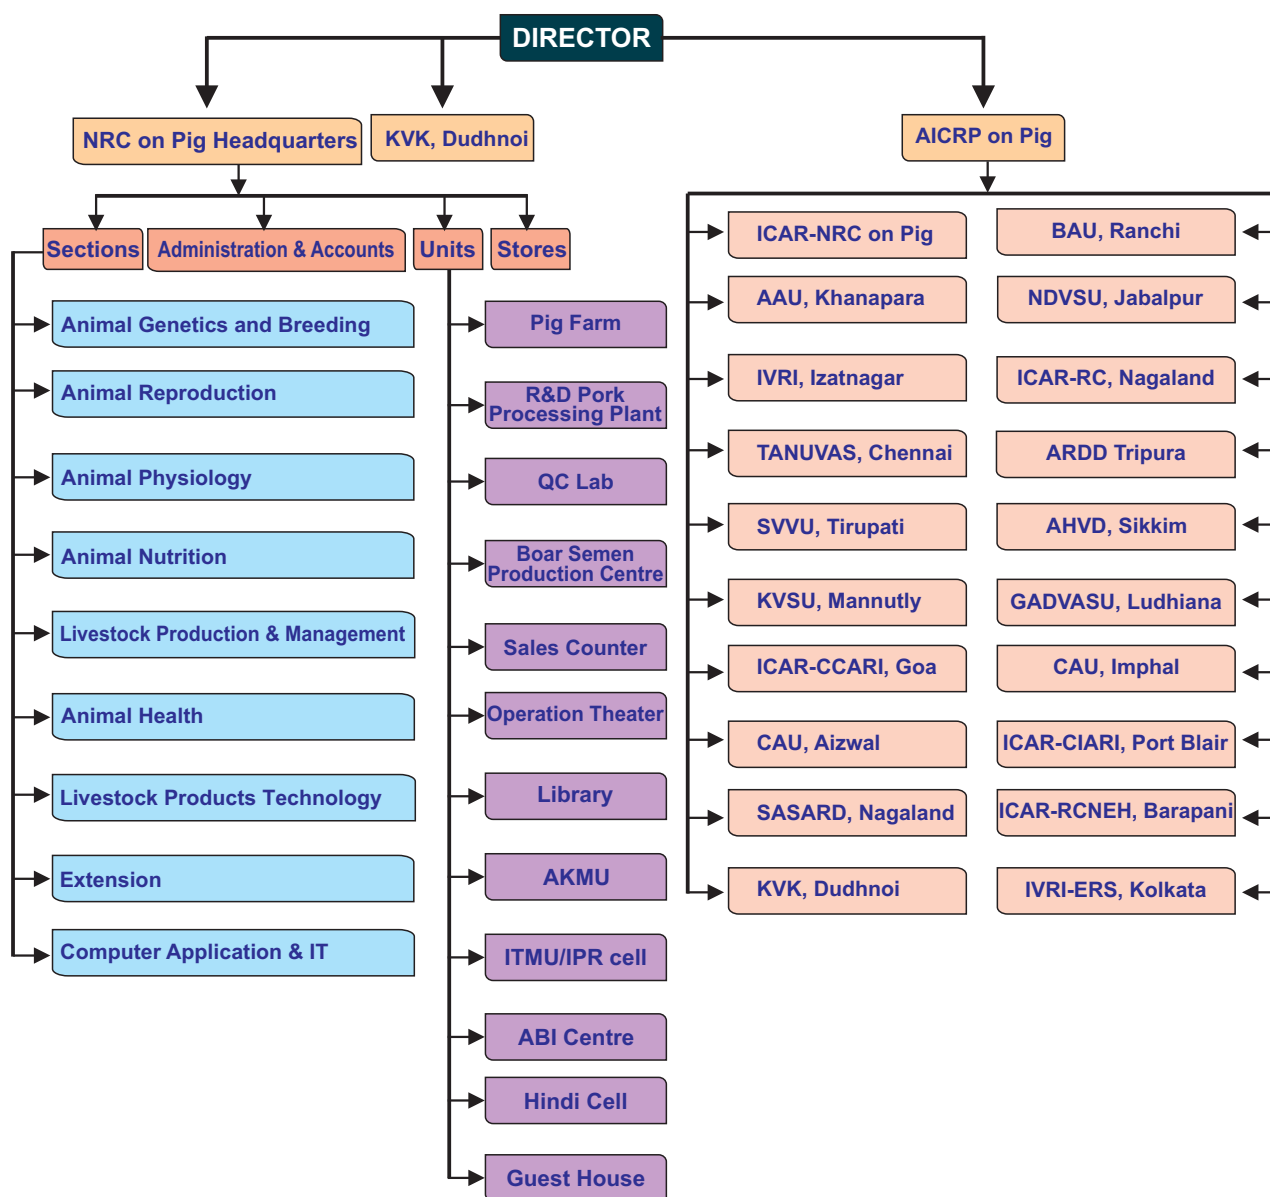 DIRECTOR
NRC on Pig Headquarters
KVK, Dudhnoi
AICRP on Pig
Sections
Administration & Accounts
Units
Stores
Animal Genetics and Breeding
Animal Reproduction
Animal Physiology
Animal Nutrition
Livestock Production & Management
Animal Health
Livestock Products Technology
Extension
Computer Application & IT
Pig Farm
R&D Pork
Processing Plant
QC Lab
Boar Semen
Production Centre
Sales Counter
Operation Theater
Library
AKMU
ITMU/IPR cell
ABI Centre
Hindi Cell
Guest House
ICAR-NRC on Pig
AAU, Khanapara
IVRI, Izatnagar
TANUVAS, Chennai
SVVU, Tirupati
KVSU, Mannutly
ICAR-CCARI, Goa
CAU, Aizwal
SASARD, Nagaland
KVK, Dudhnoi
BAU, Ranchi
NDVSU, Jabalpur
ICAR-RC, Nagaland
ARDD Tripura
AHVD, Sikkim
GADVASU, Ludhiana
CAU, Imphal
ICAR-CIARI, Port Blair
ICAR-RCNEH, Barapani
IVRI-ERS, Kolkata